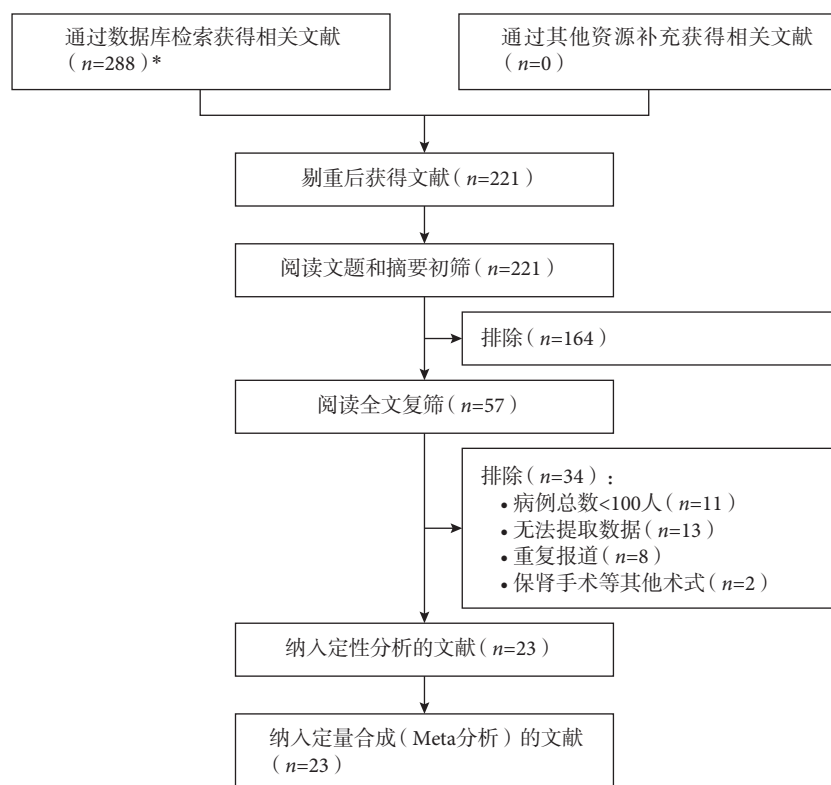 通过数据库检索获得相关文献
（n=288）*
通过其他资源补充获得相关文献
（n=0）
剔重后获得文献（n=221）
阅读文题和摘要初筛（n=221）
排除（n=164）
阅读全文复筛（n=57）
排除（n=34）：
• 病例总数<100人（n=11）
• 无法提取数据（n=13）
• 重复报道（n=8）
• 保肾手术等其他术式（n=2）
纳入定性分析的文献（n=23）
纳入定量合成（Meta分析）的文献
（n=23）